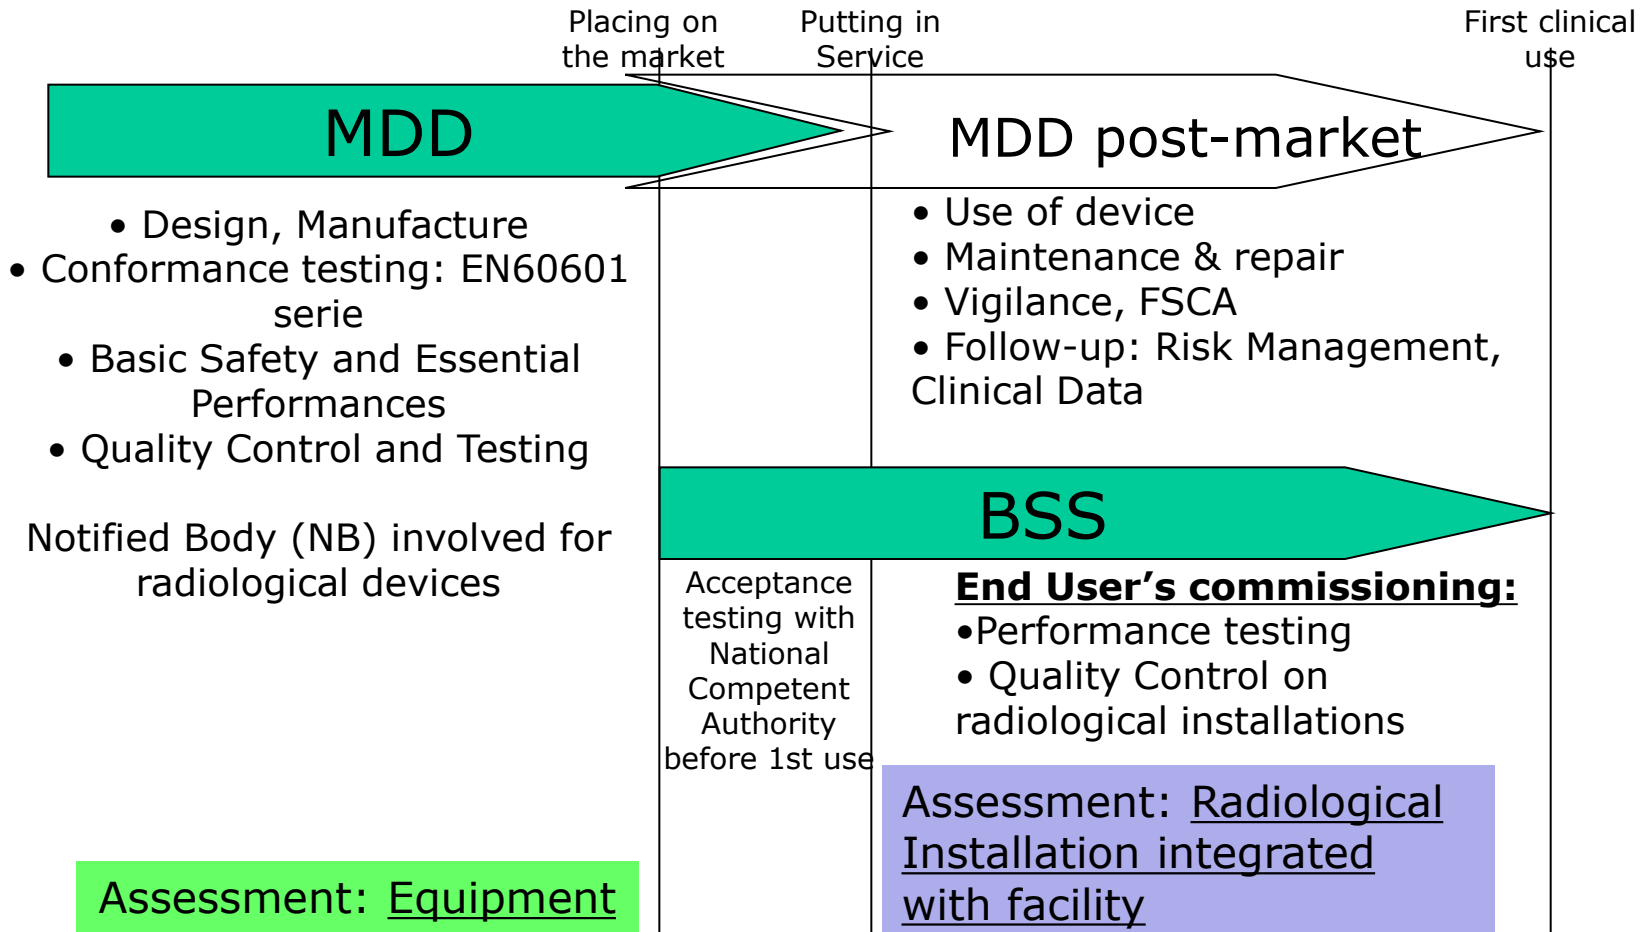 Placing on
the market
Putting in
Service
First clinical
use
MDD
MDD post-market
• Design, Manufacture
• Conformance testing: EN60601
serie
• Basic Safety and Essential
Performances
• Quality Control and Testing
Notified Body (NB) involved for
radiological devices
• Use of device
• Maintenance & repair
• Vigilance, FSCA
• Follow-up: Risk Management,
Clinical Data
BSS
Acceptance
testing with
National
Competent
Authority
before 1st use
End User’s commissioning:
•Performance testing
• Quality Control on
radiological installations
Assessment: Equipment
Assessment: Radiological
Installation integrated
with facility